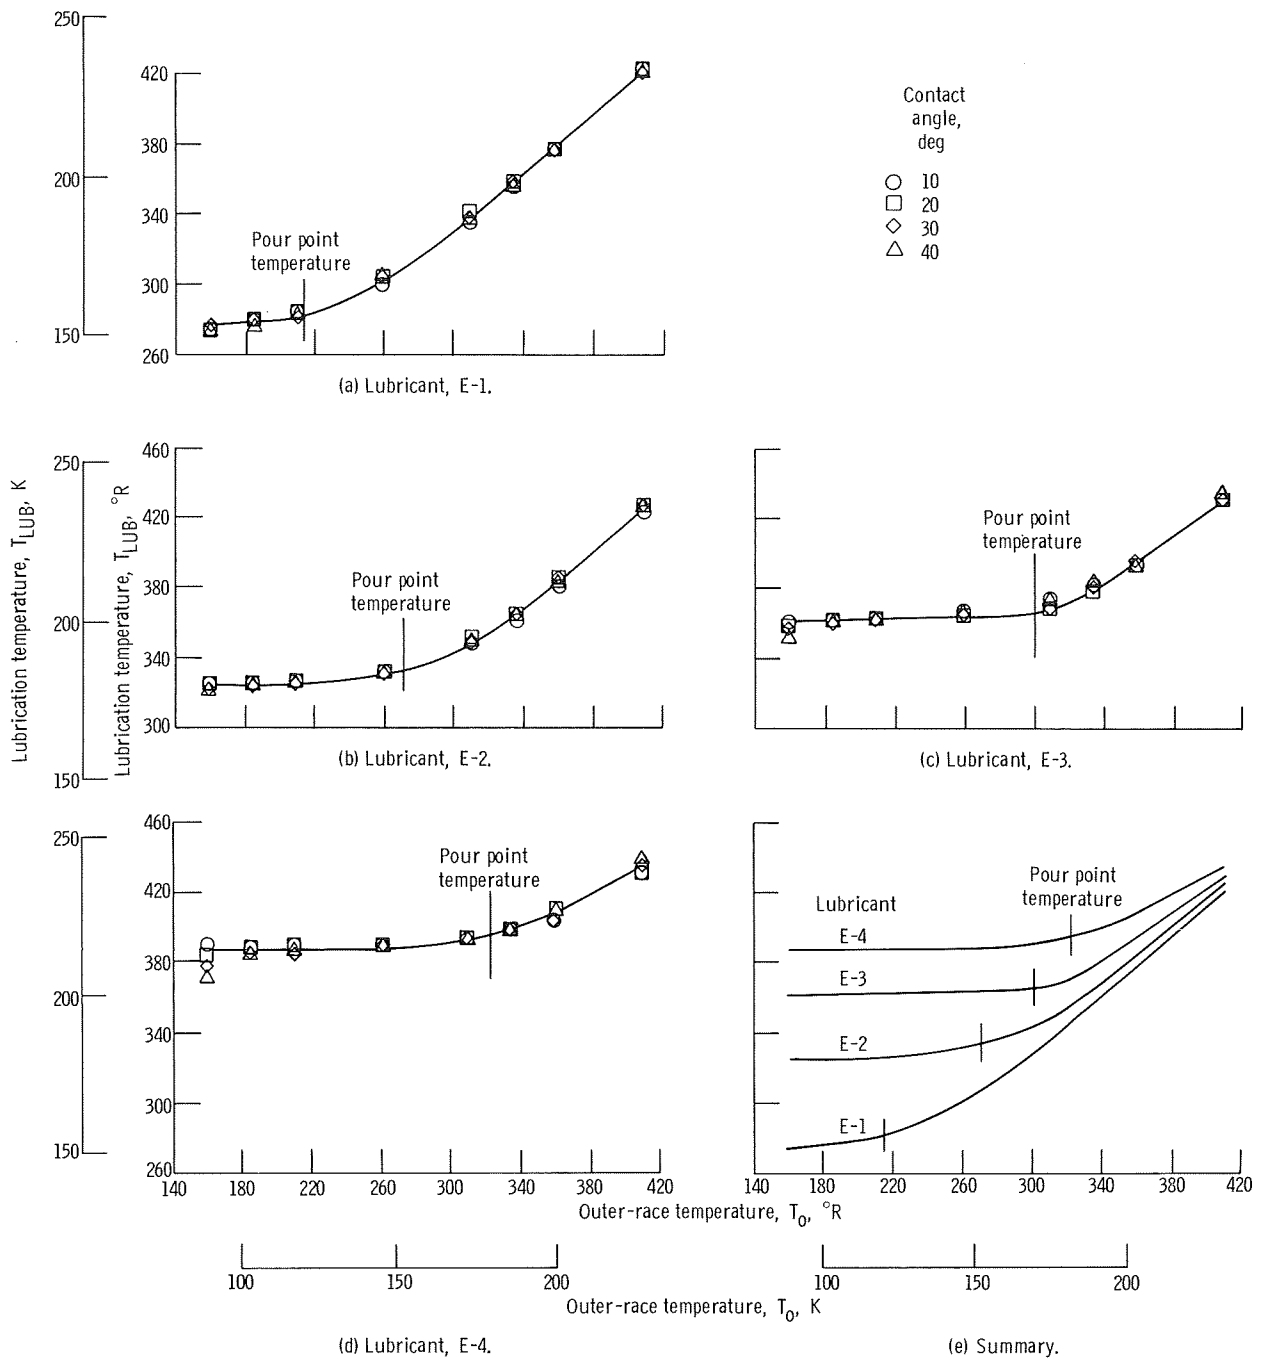 250
200
150
420
380
340
300
260
Pour point
temperature
Contact
angle,
deg
10
20
30
40
(a) Lubricant, E-1.
Lubrication temperature, T_LUB, K
250
200
150
Lubrication temperature, T_LUB, °R
460
420
380
340
300
Pour point
temperature
(b) Lubricant, E-2.
Pour point
temperature
(c) Lubricant, E-3.
250
200
150
460
420
380
340
300
260
Pour point
temperature
140 180 220 260 300 340 380 420
Lubricant
E-4
E-3
E-2
E-1
Pour point
temperature
140 180 220 260 300 340 380 420
Outer-race temperature, T_o, °R
100 150 200
100 150 200
Outer-race temperature, T_o, K
(d) Lubricant, E-4.
(e) Summary.